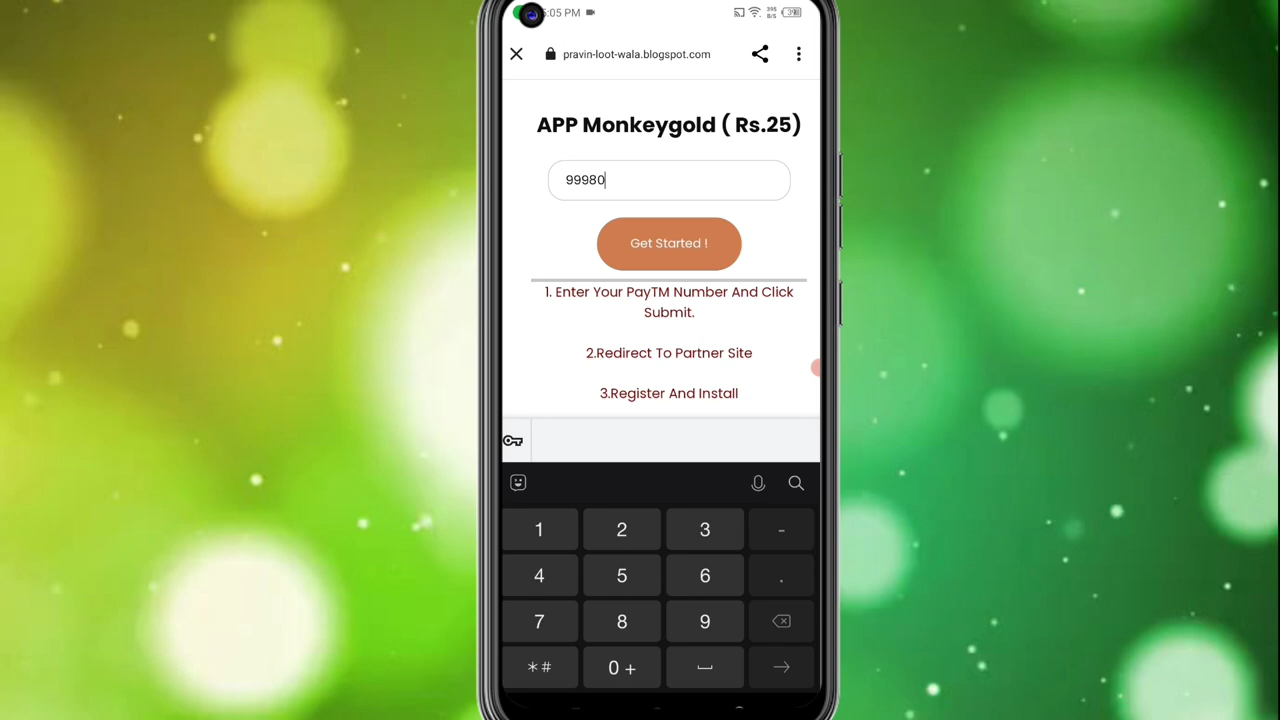 5:05 PM
395 B/S
398
pravin-loot-wala.blogspot.com
APP Monkeygold ( Rs.25)
99980
Get Started !
1. Enter Your PayTM Number And Click
Submit.
2.Redirect To Partner Site
3.Register And Install
1 2 3 -
4 5 6 .
7 8 9
*# 0 +